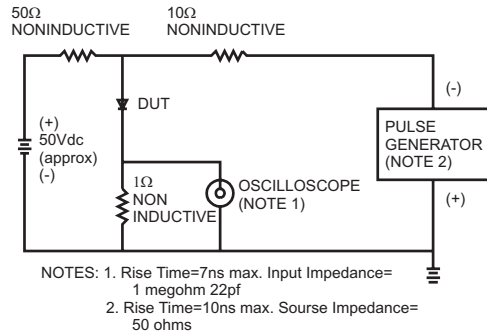 50Ω
NONINDUCTIVE
10Ω
NONINDUCTIVE
(+)
50Vdc
(approx)
(-)
DUT
1Ω
NON
INDUCTIVE
OSCILLOSCOPE
(NOTE 1)
(-)
PULSE
GENERATOR
(NOTE 2)
(+)
NOTES: 1. Rise Time=7ns max. Input Impedance=
1 megohm 22pf
2. Rise Time=10ns max. Sourse Impedance=
50 ohms